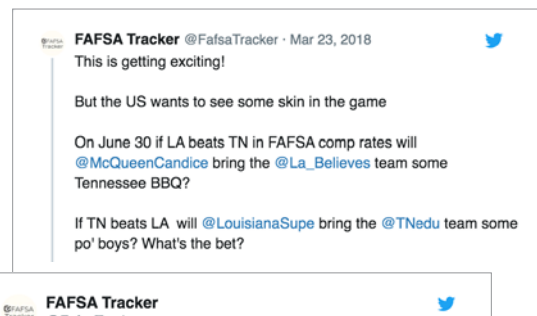 FAFSA Tracker @FafsaTracker · Mar 23, 2018
This is getting exciting!
But the US wants to see some skin in the game
On June 30 if LA beats TN in FAFSA comp rates will
@McQueenCandice bring the @La_Believes team some
Tennessee BBQ?
If TN beats LA will @LouisianaSupe bring the @TNedu team some
po' boys? What's the bet?
FAFSA Tracker